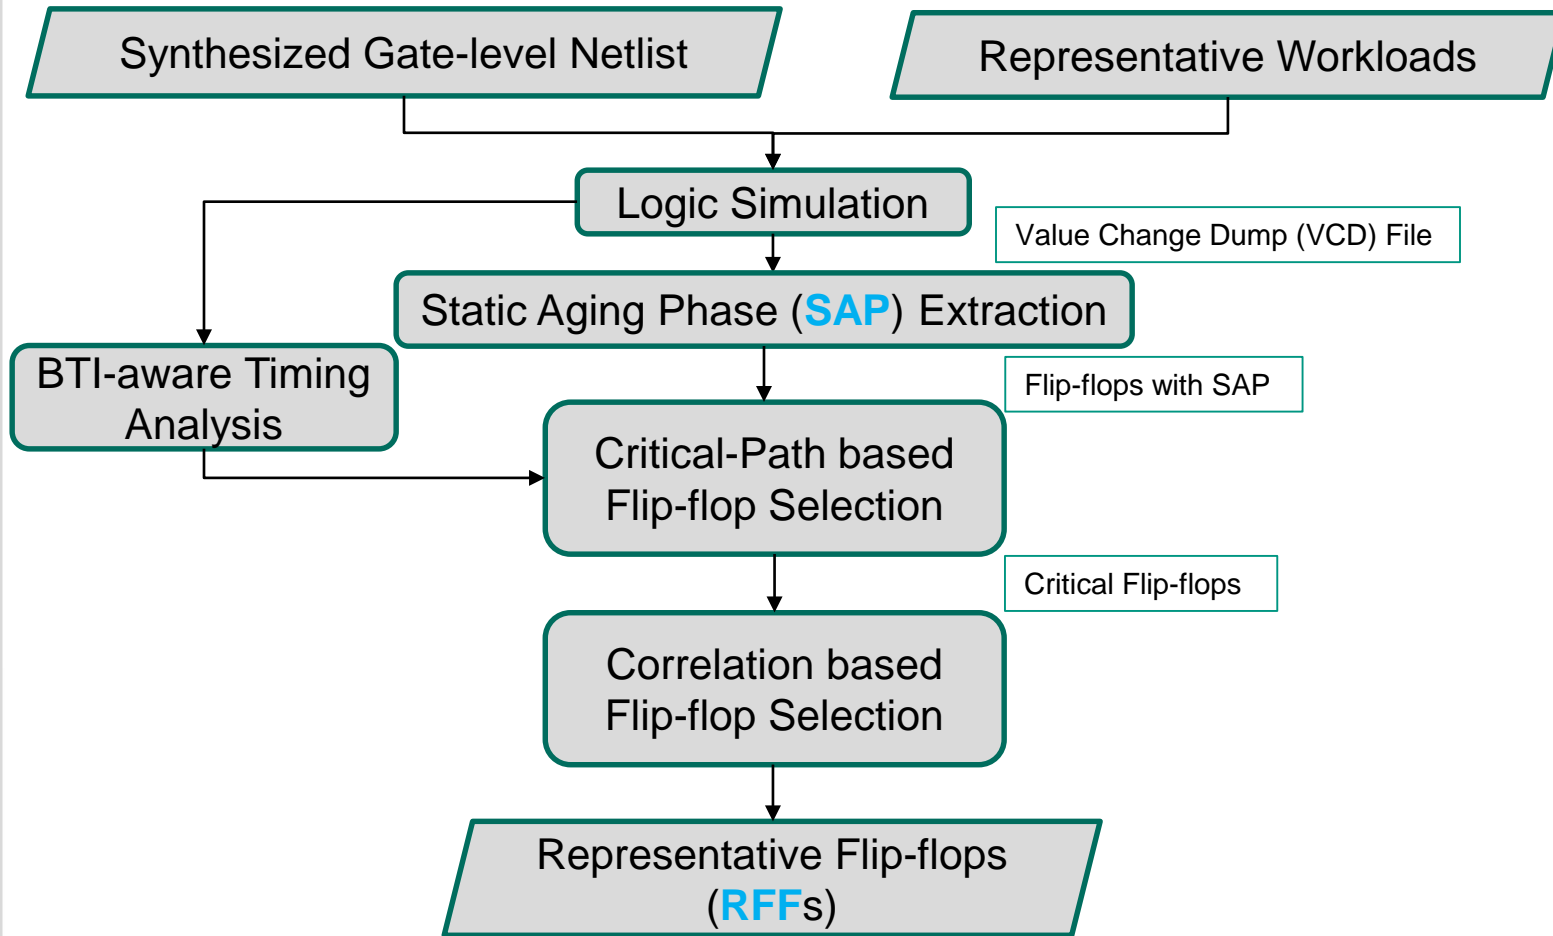 Synthesized Gate-level Netlist
Representative Workloads
Logic Simulation
Value Change Dump (VCD) File
Static Aging Phase (SAP) Extraction
BTI-aware Timing
Analysis
Flip-flops with SAP
Critical-Path based
Flip-flop Selection
Critical Flip-flops
Correlation based
Flip-flop Selection
Representative Flip-flops
(RFFs)